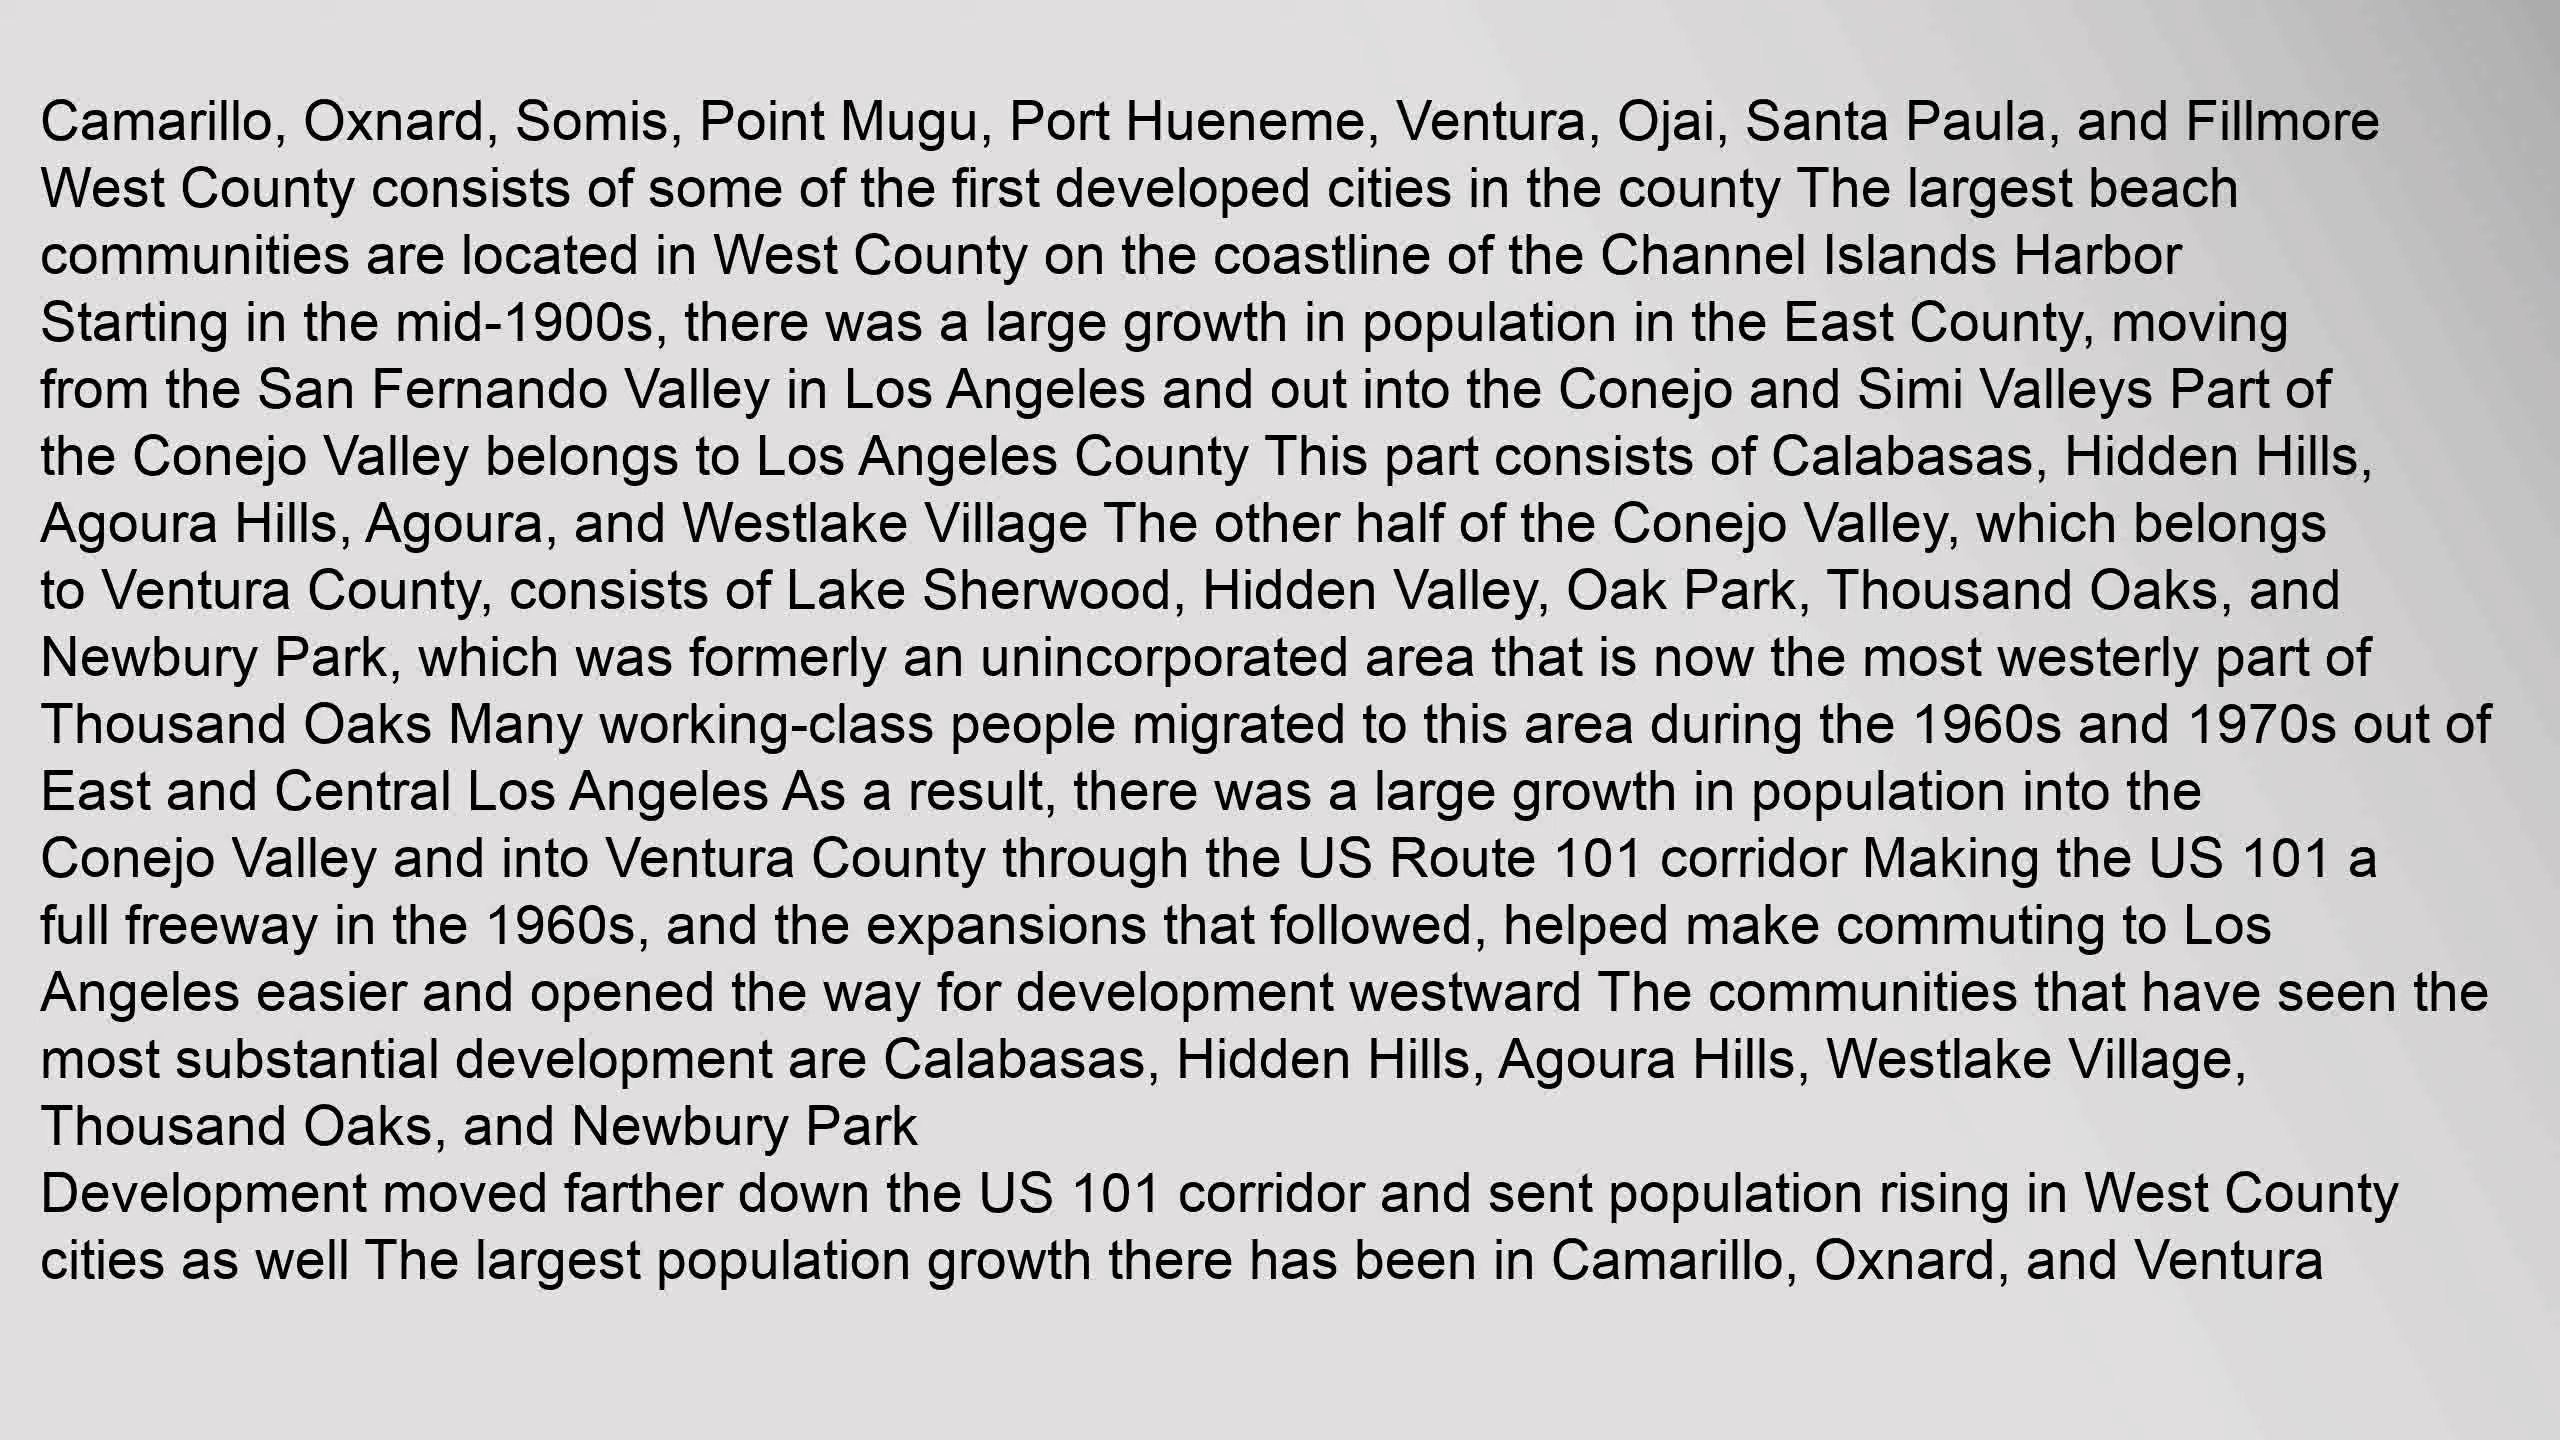 Camarillo, Oxnard, Somis, Point Mugu, Port Hueneme, Ventura, Ojai, Santa Paula, and Fillmore
West County consists of some of the first developed cities in the county The largest beach
communities are located in West County on the coastline of the Channel Islands Harbor
Starting in the mid-1900s, there was a large growth in population in the East County, moving
from the San Fernando Valley in Los Angeles and out into the Conejo and Simi Valleys Part of
the Conejo Valley belongs to Los Angeles County This part consists of Calabasas, Hidden Hills,
Agoura Hills, Agoura, and Westlake Village The other half of the Conejo Valley, which belongs
to Ventura County, consists of Lake Sherwood, Hidden Valley, Oak Park, Thousand Oaks, and
Newbury Park, which was formerly an unincorporated area that is now the most westerly part of
Thousand Oaks Many working-class people migrated to this area during the 1960s and 1970s out of
East and Central Los Angeles As a result, there was a large growth in population into the
Conejo Valley and into Ventura County through the US Route 101 corridor Making the US 101 a
full freeway in the 1960s, and the expansions that followed, helped make commuting to Los
Angeles easier and opened the way for development westward The communities that have seen the
most substantial development are Calabasas, Hidden Hills, Agoura Hills, Westlake Village,
Thousand Oaks, and Newbury Park
Development moved farther down the US 101 corridor and sent population rising in West County
cities as well The largest population growth there has been in Camarillo, Oxnard, and Ventura